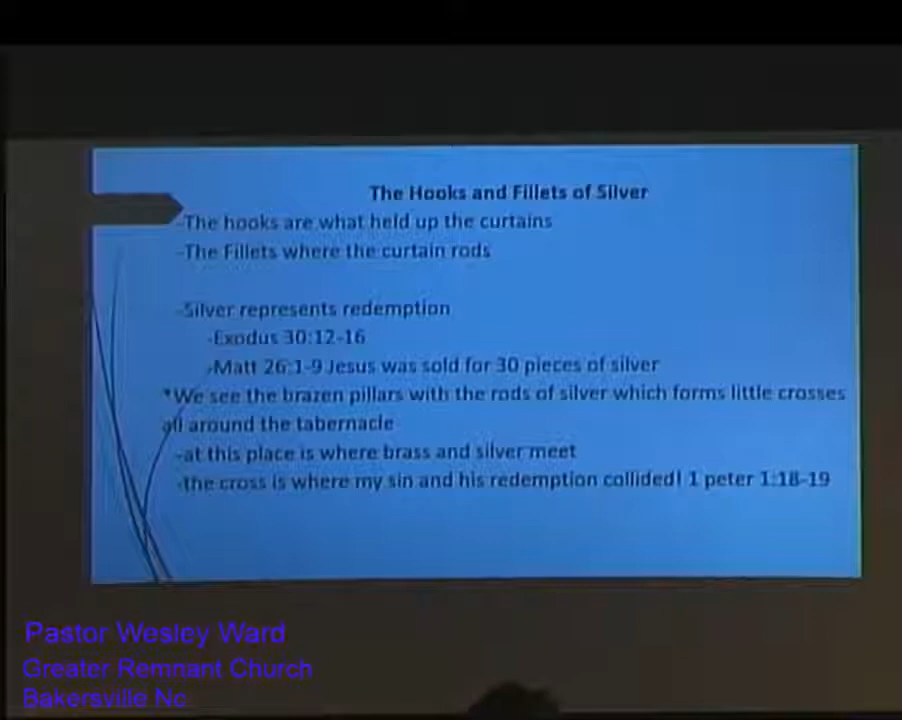 The Hooks and Fillets of Silver
-The hooks are what held up the curtains
-The Fillets where the curtain rods
-Silver represents redemption
-Exodus 30:12-16
-Matt 26:1-9 Jesus was sold for 30 pieces of silver
*We see the brazen pillars with the rods of silver which forms little crosses
all around the tabernacle
-at this place is where brass and silver meet
-the cross is where my sin and his redemption collided! 1 peter 1:18-19
Pastor Wesley Ward
Greater Remnant Church
Bakersville Nc